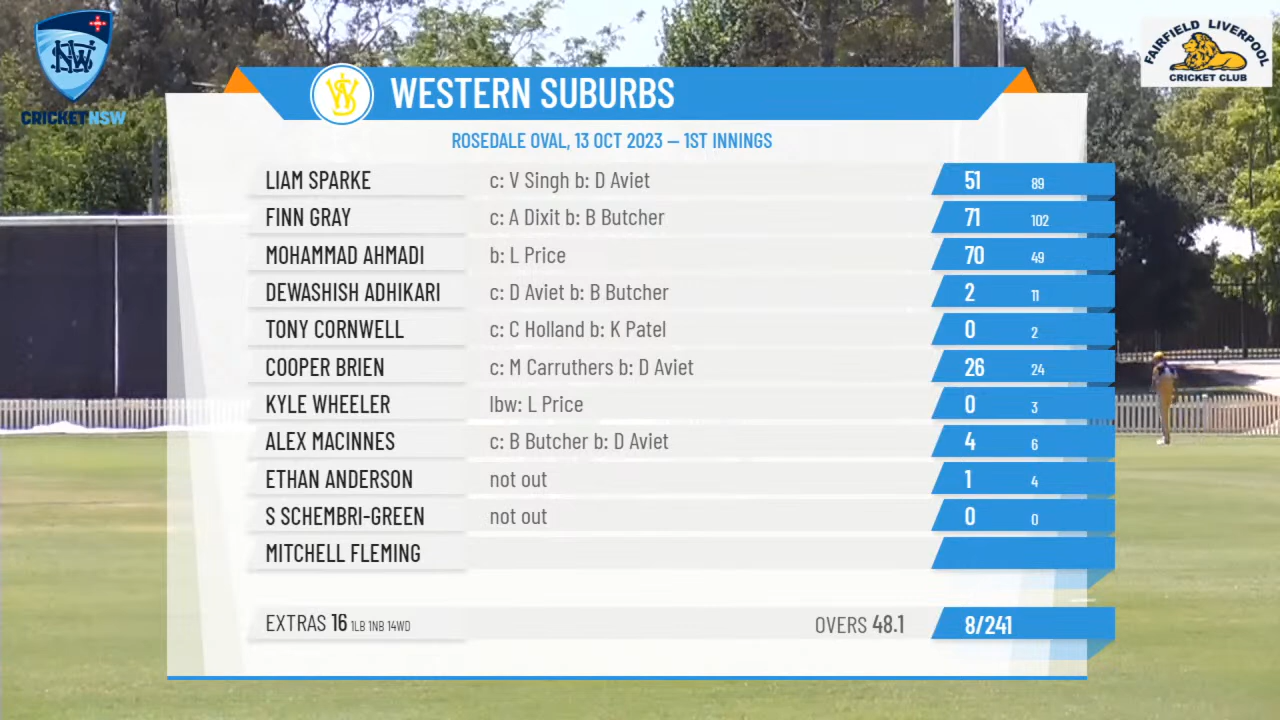 NSW
CRICKET NSW
FAIRFIELD LIVERPOOL
CRICKET CLUB
WS
WESTERN SUBURBS
ROSEDALE OVAL, 13 OCT 2023 – 1ST INNINGS
LIAM SPARKE c: V Singh b: D Aviet 51 89
FINN GRAY c: A Dixit b: B Butcher 71 102
MOHAMMAD AHMADI b: L Price 70 49
DEWASHISH ADHIKARI c: D Aviet b: B Butcher 2 11
TONY CORNWELL c: C Holland b: K Patel 0 2
COOPER BRIEN c: M Carruthers b: D Aviet 26 24
KYLE WHEELER lbw: L Price 0 3
ALEX MACINNES c: B Butcher b: D Aviet 4 6
ETHAN ANDERSON not out 1 4
S SCHEMBRI-GREEN not out 0 0
MITCHELL FLEMING
EXTRAS 16 1LB 1NB 14WD OVERS 48.1 8/241